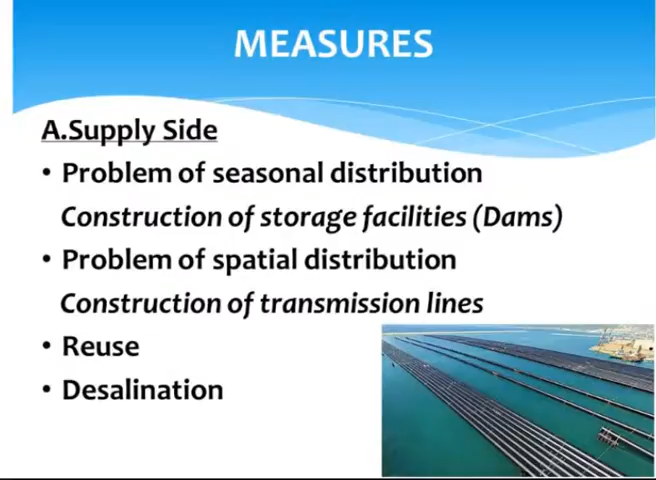 MEASURES
A.Supply Side
• Problem of seasonal distribution
Construction of storage facilities (Dams)
• Problem of spatial distribution
Construction of transmission lines
• Reuse
• Desalination